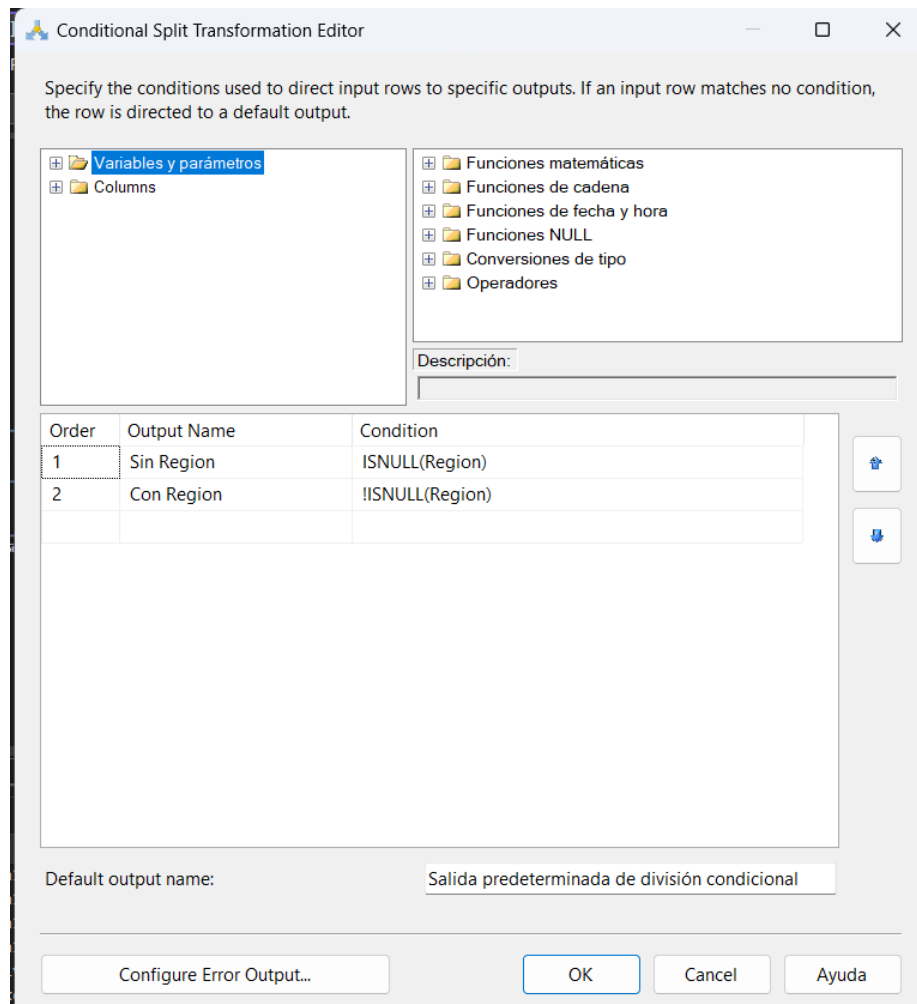 Conditional Split Transformation Editor
Specify the conditions used to direct input rows to specific outputs. If an input row matches no condition,
the row is directed to a default output.
Variables y parámetros
Columns
Funciones matemáticas
Funciones de cadena
Funciones de fecha y hora
Funciones NULL
Conversiones de tipo
Operadores
Descripción:
Order Output Name Condition
1 Sin Region ISNULL(Region)
2 Con Region !ISNULL(Region)
Default output name: Salida predeterminada de división condicional
Configure Error Output... OK Cancel Ayuda